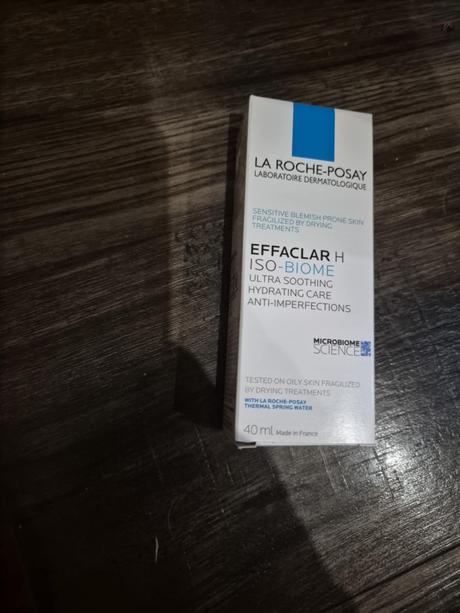 LA ROCHE-POSAY
LABORATOIRE DERMATOLOGIQUE
SENSITIVE BLEMISH PRONE SKIN
FRAGILIZED BY DRYING
TREATMENTS
EFFACLAR H
ISO-BIOME
ULTRA SOOTHING
HYDRATING CARE
ANTI-IMPERFECTIONS
MICROBIOME
SCIENCE
TESTED ON OILY SKIN FRAGILIZED
BY DRYING TREATMENTS
WITH LA ROCHE-POSAY
THERMAL SPRING WATER
40 ml Made in France